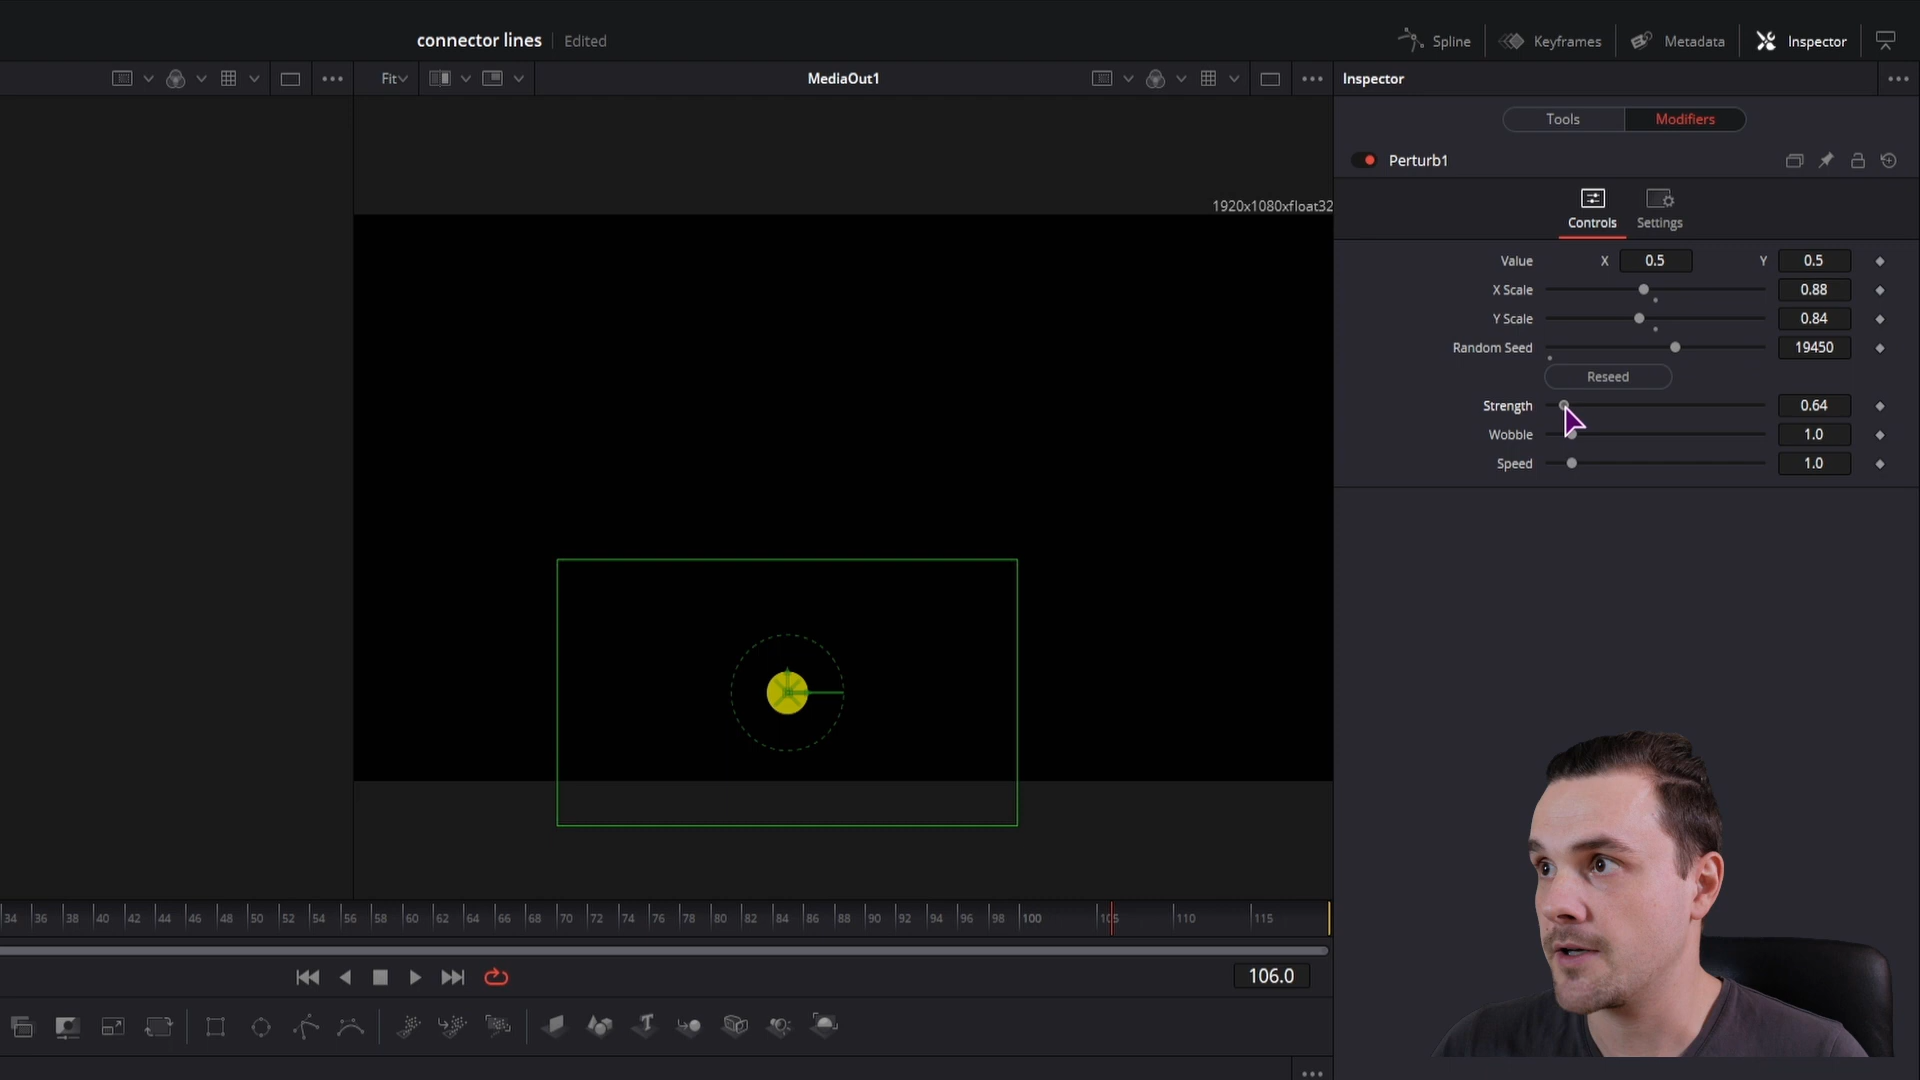 connector lines Edited
Spline Keyframes Metadata Inspector
Fit MediaOut1 Inspector
Tools Modifiers
Perturb1
1920x1080xfloat32
Controls Settings
Value X 0.5 Y 0.5
X Scale 0.88
Y Scale 0.84
Random Seed 19450
Reseed
Strength 0.64
Wobble 1.0
Speed 1.0
34 36 38 40 42 44 46 48 50 52 54 56 58 60 62 64 66 68 70 72 74 76 78 80 82 84 86 88 90 92 94 96 98 100 105 110 115
106.0